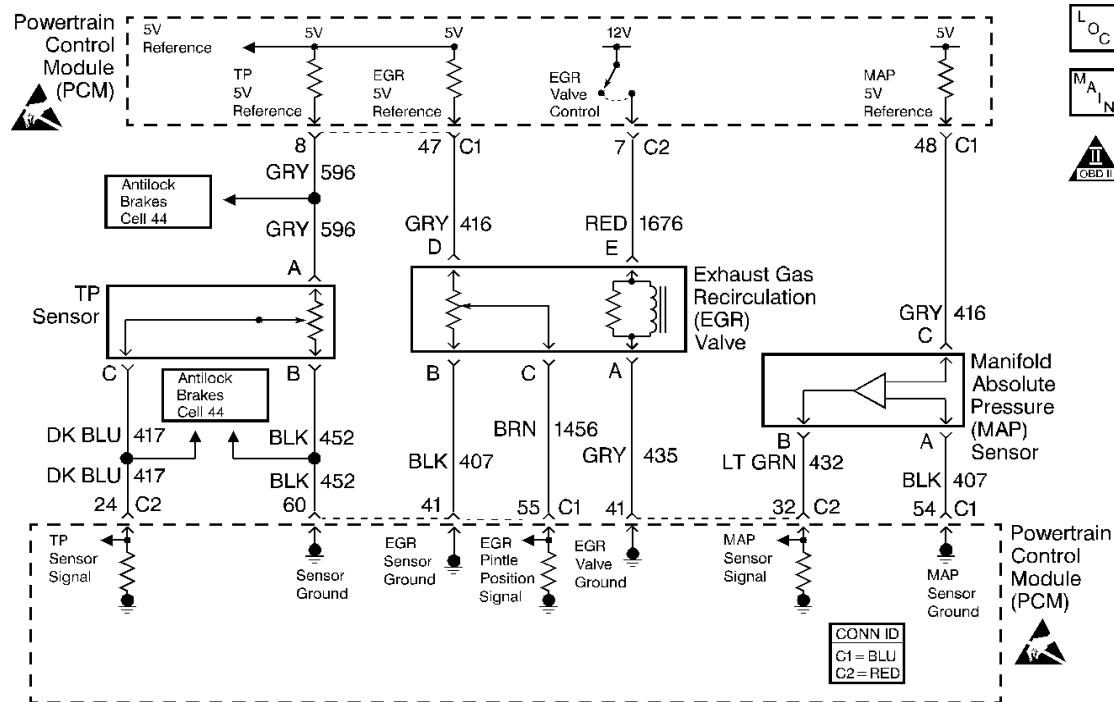 Powertrain
Control
Module
(PCM)
5V
Reference
5V
5V
12V
5V
TP
5V
Reference
EGR
5V
Reference
EGR
Valve
Control
MAP
5V
Reference
L O C
M A I N
II
OBD II
8
47 C1
7 C2
48 C1
GRY 596
Antilock
Brakes
Cell 44
GRY 596
GRY 416
RED 1676
A
D
E
TP
Sensor
Exhaust Gas
Recirculation
(EGR)
Valve
GRY 416
C
Manifold
Absolute
Pressure
(MAP)
Sensor
C
B
B
C
A
B
A
Antilock
Brakes
Cell 44
DK BLU 417
BLK 452
BRN 1456
BLK 407
GRY 435
LT GRN 432
BLK 407
DK BLU 417
BLK 452
24 C2
60
41
55 C1
41
32 C2
54 C1
TP
Sensor
Signal
Sensor
Ground
EGR
Sensor
Ground
EGR
Pintle
Position
Signal
EGR
Valve
Ground
MAP
Sensor
Signal
MAP
Sensor
Ground
Powertrain
Control
Module
(PCM)
CONN ID
C1 = BLU
C2 = RED